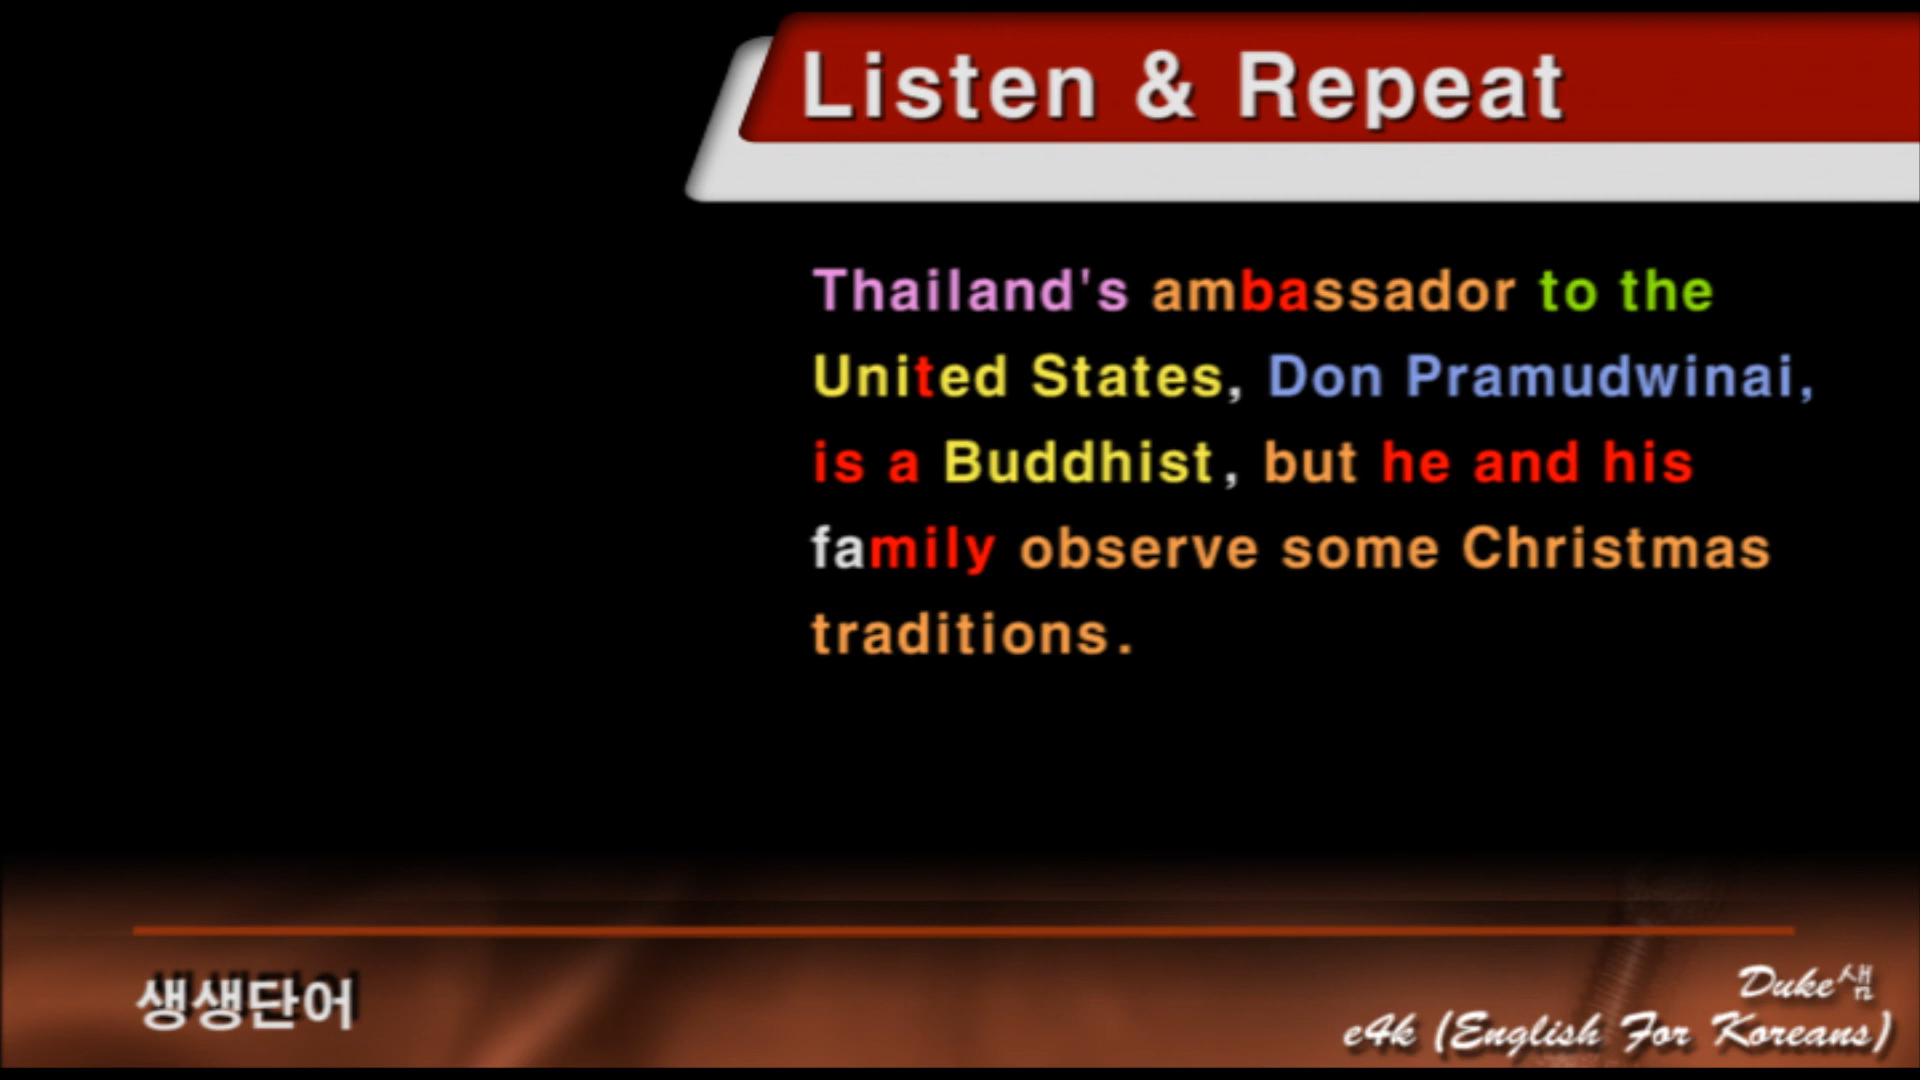 Listen & Repeat
Thailand's ambassador to the
United States, Don Pramudwinai,
is a Buddhist, but he and his
family observe some Christmas
traditions.
생생단어
Duke샘
e4k (English For Koreans)